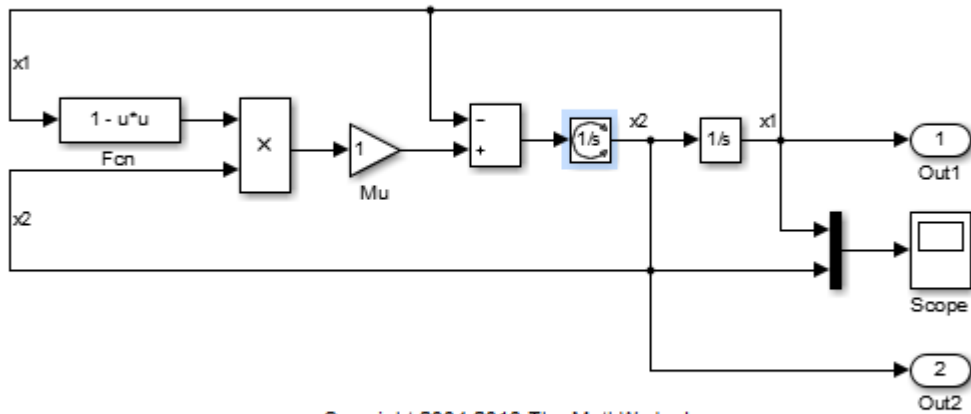 x1
1 - u*u
Fcn
×
1
Mu
−
+
1/s
x2
1/s
x1
1
Out1
x2
Scope
2
Out2